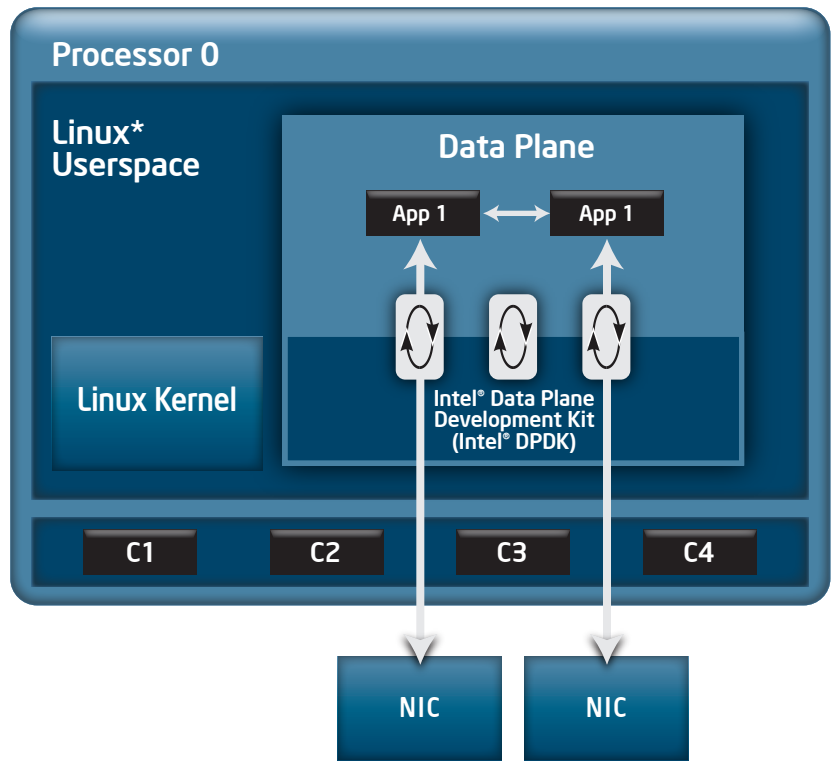 Processor 0
Linux*
Userspace
Data Plane
App 1
App 1
Linux Kernel
Intel® Data Plane
Development Kit
(Intel® DPDK)
C1
C2
C3
C4
NIC
NIC